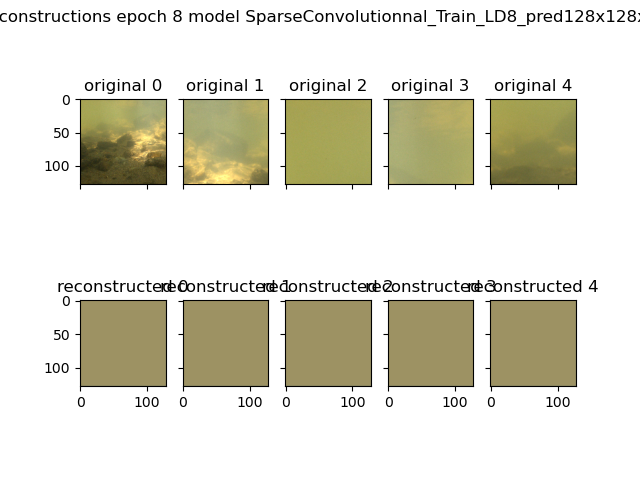 constructions epoch 8 model SparseConvolutionnal_Train_LD8_pred128x128x
original 0 original 1 original 2 original 3 original 4
0
50
100
reconstructed 0 reconstructed 1 reconstructed 2 reconstructed 3 reconstructed 4
0
50
100
0 100 0 100 0 100 0 100 0 100